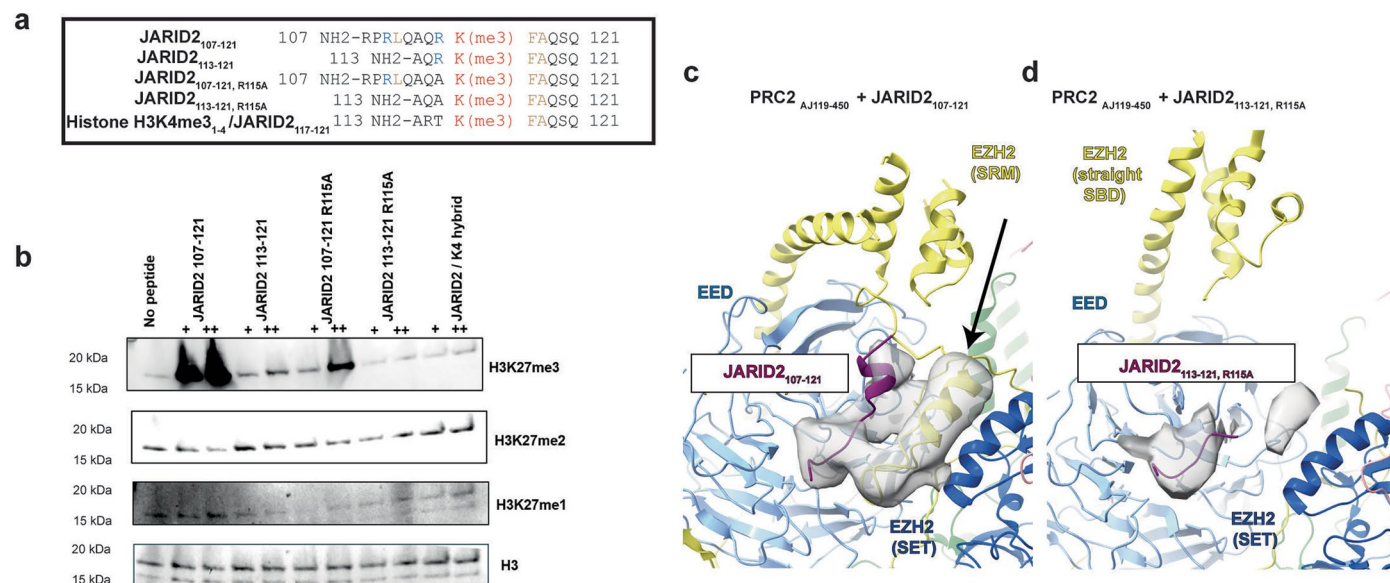 a
JARID2107-121 107 NH2-RPRLQAQR K(me3) FAQSQ 121
JARID2113-121 113 NH2-AQR K(me3) FAQSQ 121
JARID2107-121, R115A 107 NH2-RPRLQAQA K(me3) FAQSQ 121
JARID2113-121, R115A 113 NH2-AQA K(me3) FAQSQ 121
Histone H3K4me31-4/JARID2117-121 113 NH2-ART K(me3) FAQSQ 121
b
No peptide
JARID2 107-121
JARID2 113-121
JARID2 107-121 R115A
JARID2 113-121 R115A
JARID2 / K4 hybrid
+ ++ + ++ + ++ + ++ + ++
20 kDa
15 kDa
H3K27me3
20 kDa
15 kDa
H3K27me2
20 kDa
15 kDa
H3K27me1
20 kDa
15 kDa
H3
c
PRC2 AJ119-450 + JARID2107-121
EZH2
(SRM)
EED
JARID2107-121
EZH2
(SET)
d
PRC2 AJ119-450 + JARID2113-121, R115A
EZH2
(straight
SBD)
EED
JARID2113-121, R115A
EZH2
(SET)